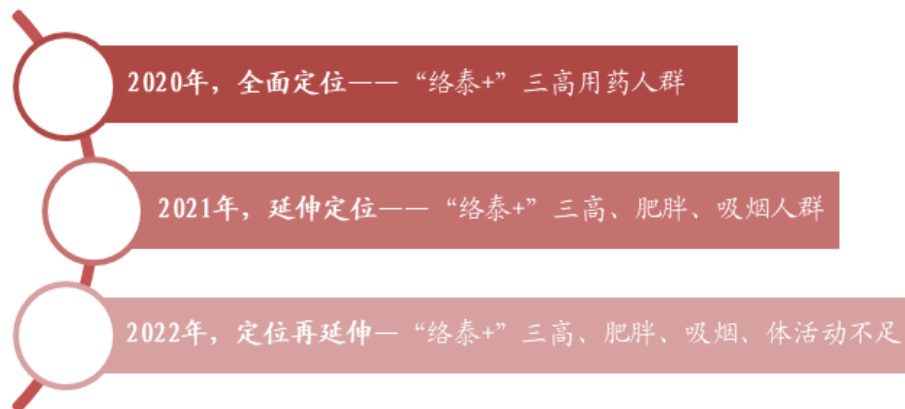 2020年，全面定位——“络泰+”三高用药人群
2021年，延伸定位——“络泰+”三高、肥胖、吸烟人群
2022年，定位再延伸—“络泰+”三高、肥胖、吸烟、体活动不足